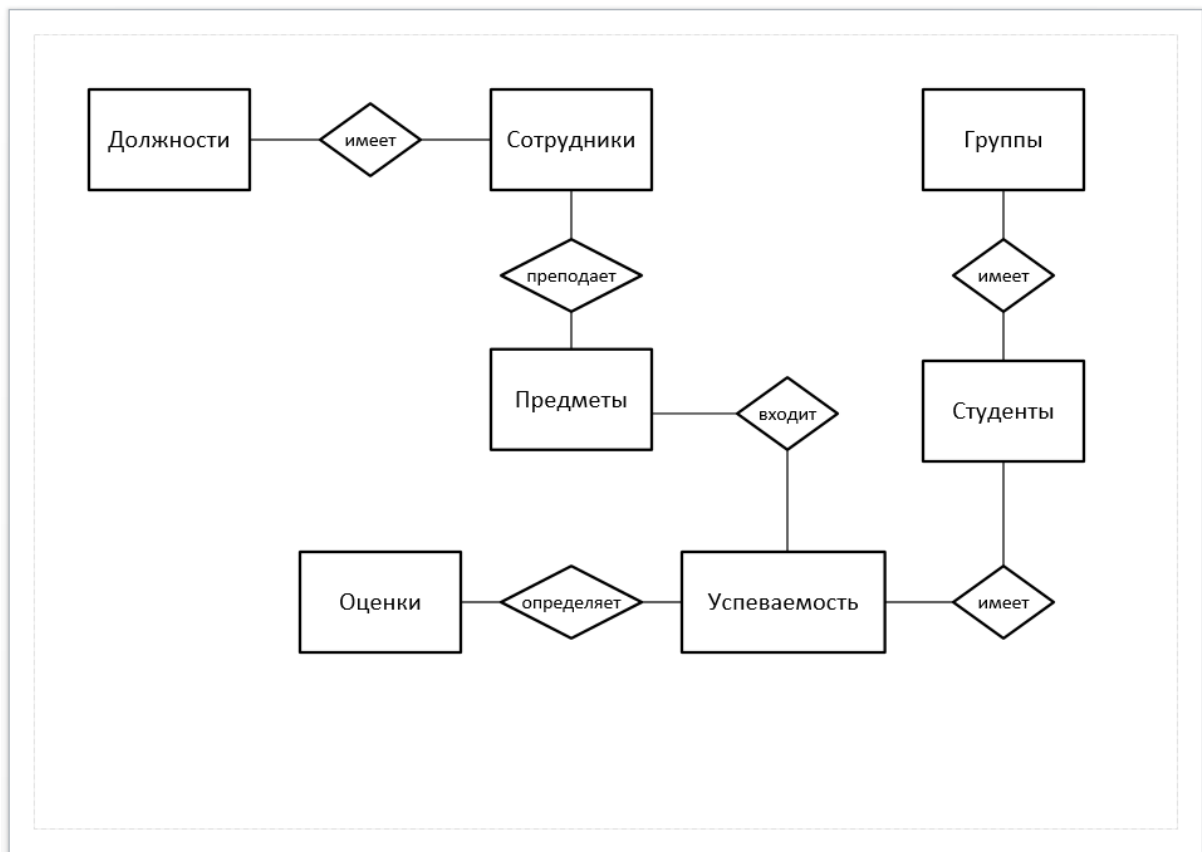 Должности
имеет
Сотрудники
Группы
преподает
имеет
Предметы
входит
Студенты
Оценки
определяет
Успеваемость
имеет